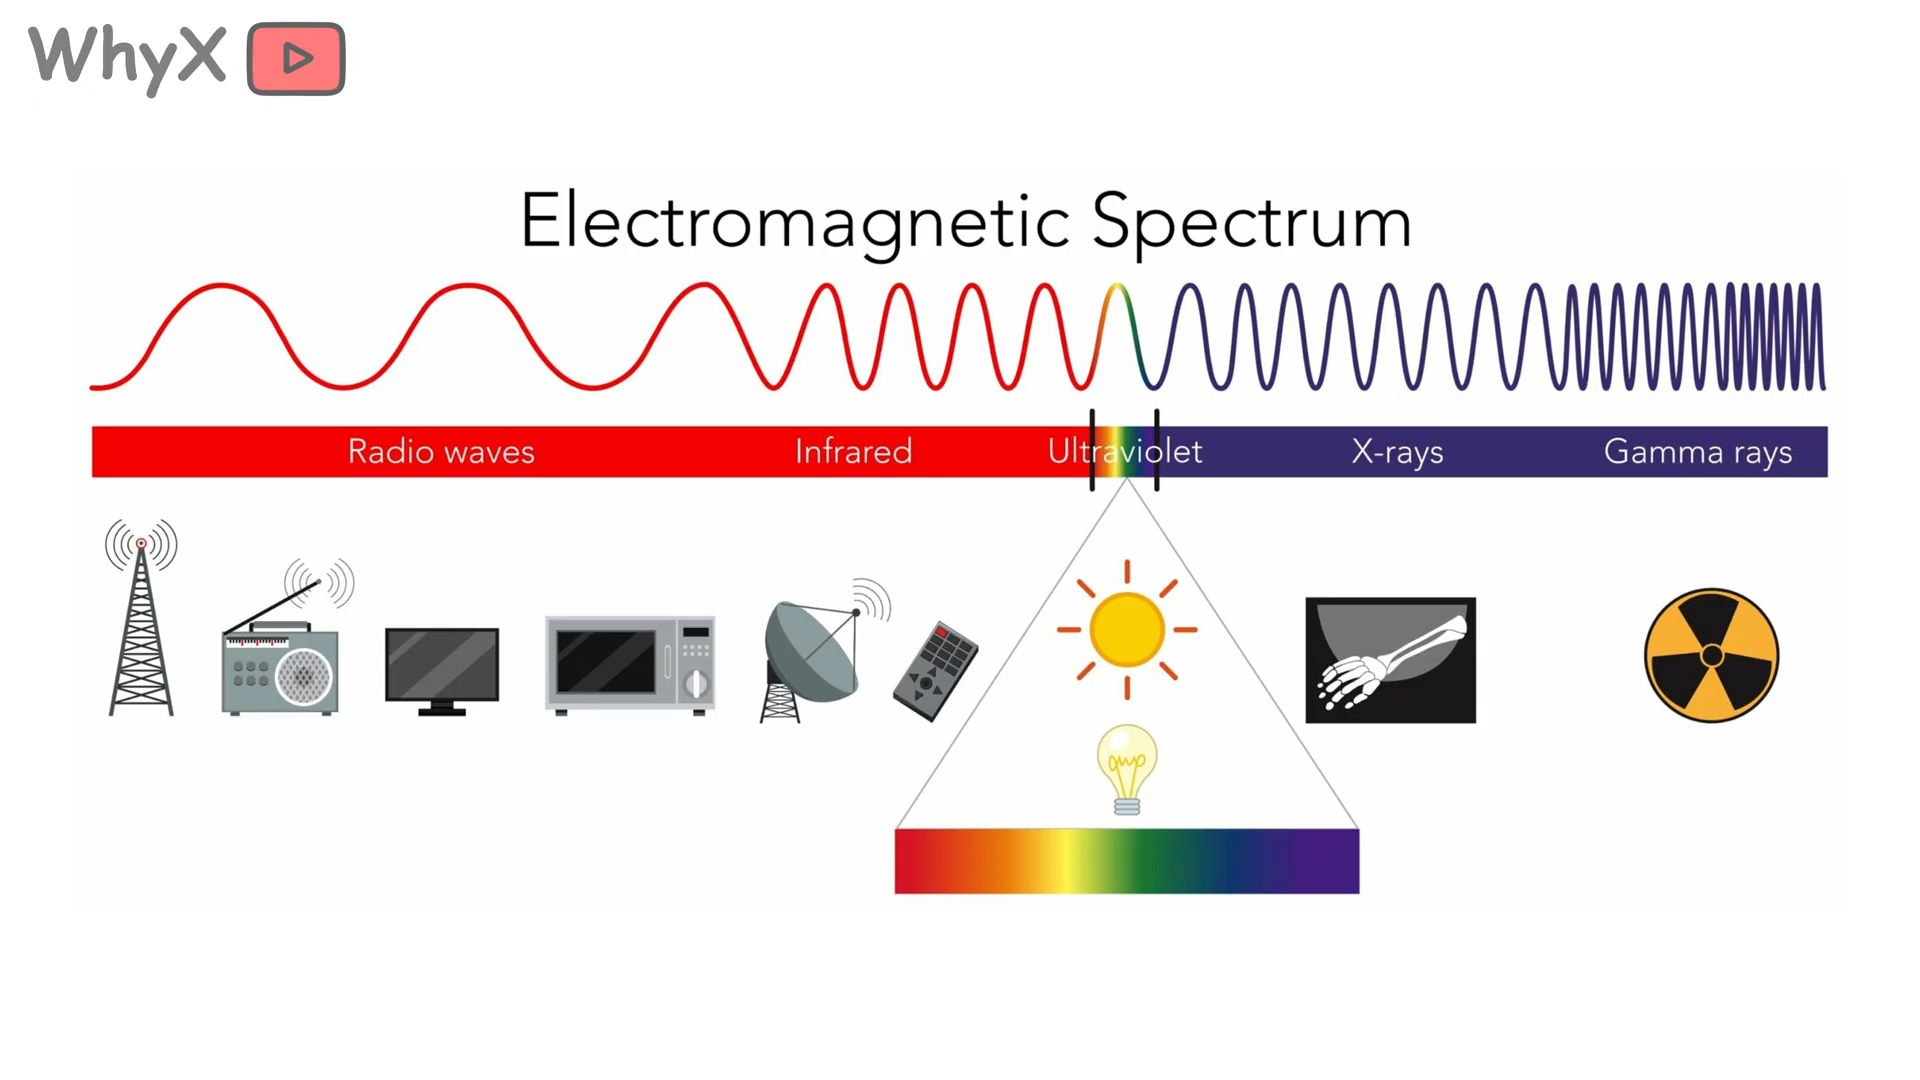 WhyX
Electromagnetic Spectrum
Radio waves Infrared Ultraviolet X-rays Gamma rays